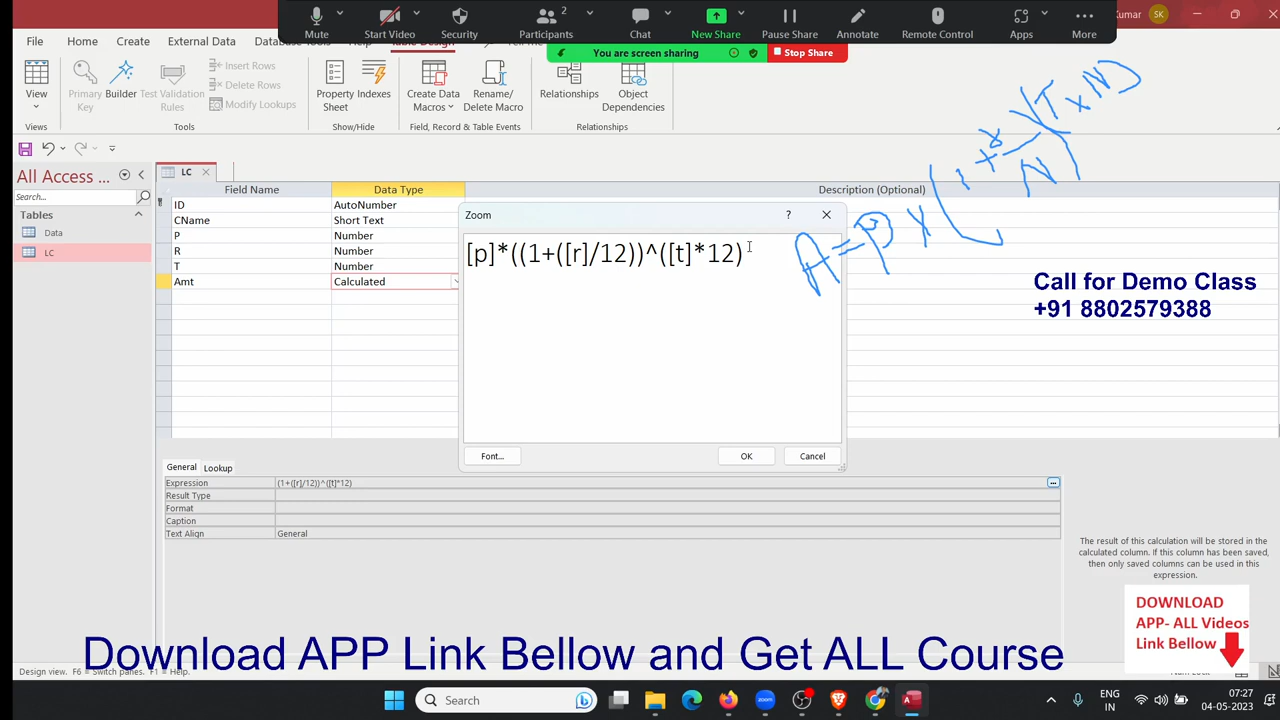 Kumar SK
Mute Start Video Security 2 Participants Chat New Share Pause Share Annotate Remote Control Apps More
You are screen sharing Stop Share
File Home Create External Data Database Tools Table Design
Views
View
Primary Key
Builder
Test Validation Rules
Insert Rows
Delete Rows
Modify Lookups
Tools
Property Sheet
Indexes
Show/Hide
Create Data Macros
Rename/ Delete Macro
Field, Record & Table Events
Relationships
Object Dependencies
Relationships
All Access ...
Search...
Tables
Data
LC
LC
Field Name Data Type Description (Optional)
ID AutoNumber
CName Short Text
P Number
R Number
T Number
Amt Calculated
Zoom ?
[p]*((1+([r]/12))^([t]*12)
Font... OK Cancel
Call for Demo Class
+91 8802579388
General Lookup
Expression (1+([r]/12))^([t]*12)
Result Type
Format
Caption
Text Align General
The result of this calculation will be stored in the
calculated column. If this column has been saved,
then only saved columns can be used in this
expression.
DOWNLOAD
APP- ALL Videos
Link Bellow
Download APP Link Bellow and Get ALL Course
Design view. F6 = Switch panes. F1 = Help.
Search
ENG
IN
07:27
04-05-2023